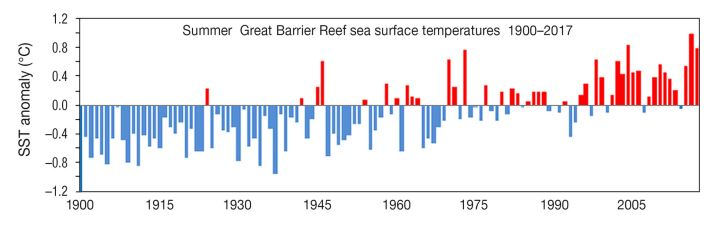 Summer Great Barrier Reef sea surface temperatures 1900–2017
SST anomaly (°C)
1.2
0.8
0.4
0.0
−0.4
−0.8
−1.2
1900 1915 1930 1945 1960 1975 1990 2005